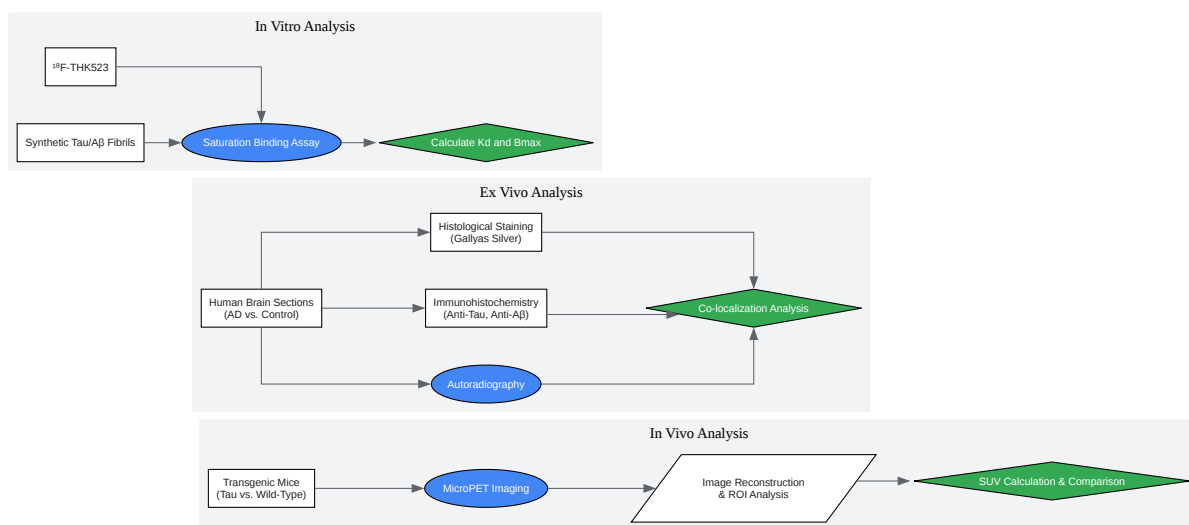 In Vitro Analysis
¹⁸F-THK523
Synthetic Tau/Aβ Fibrils
Saturation Binding Assay
Calculate Kd and Bmax
Ex Vivo Analysis
Histological Staining
(Gallyas Silver)
Human Brain Sections
(AD vs. Control)
Immunohistochemistry
(Anti-Tau, Anti-Aβ)
Co-localization Analysis
Autoradiography
In Vivo Analysis
Transgenic Mice
(Tau vs. Wild-Type)
MicroPET Imaging
Image Reconstruction
& ROI Analysis
SUV Calculation & Comparison